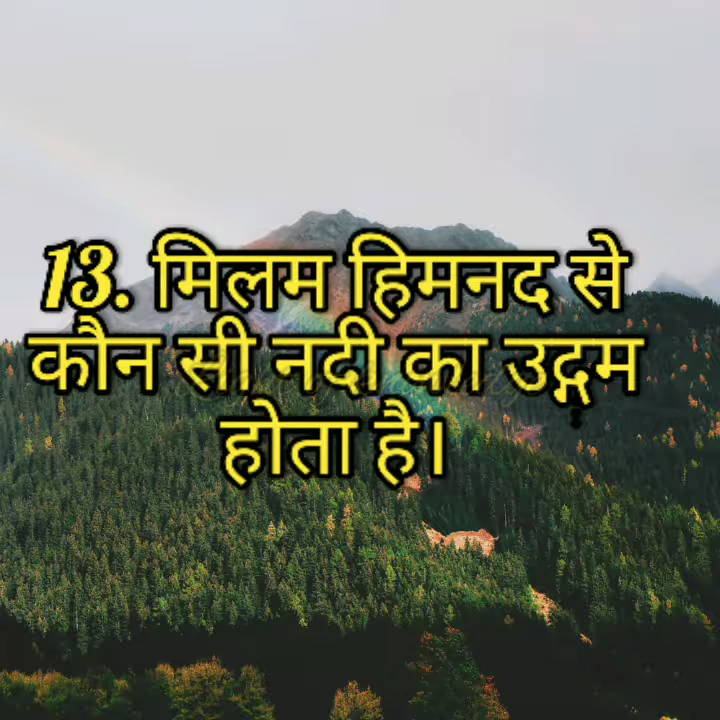 13. मिलम हिमनद से
कौन सी नदी का उद्गम
होता है।